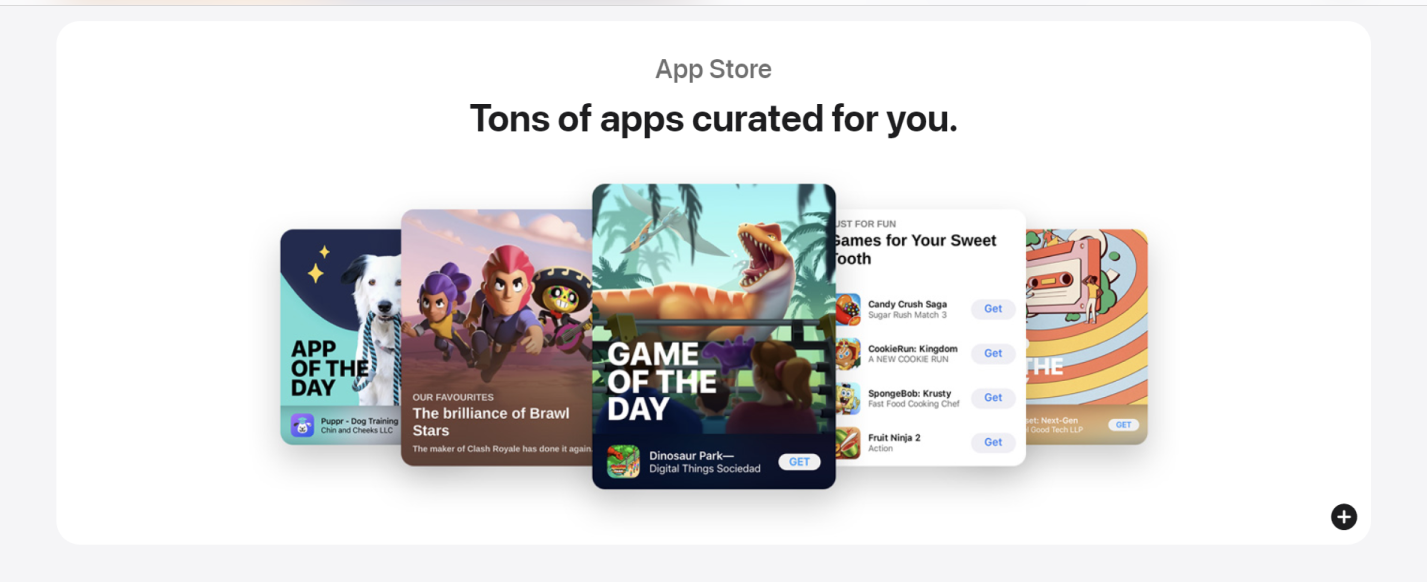 App Store
Tons of apps curated for you.
APP
OF THE
DAY
Puppr - Dog Training
Chin and Cheeks LLC
OUR FAVOURITES
The brilliance of Brawl
Stars
The maker of Clash Royale has done it again.
GAME
OF THE
DAY
Dinosaur Park—
Digital Things Sociedad
GET
FOR FUN
for Your Sweet
Candy Crush Saga
Sugar Rush Match 3
Get
CookieRun: Kingdom
A NEW COOKIE RUN
Get
SpongeBob: Krusty
Fast Food Cooking Chef
Get
Fruit Ninja 2
Action
Get
THE
Next-Gen
Good Tech LLP
GET